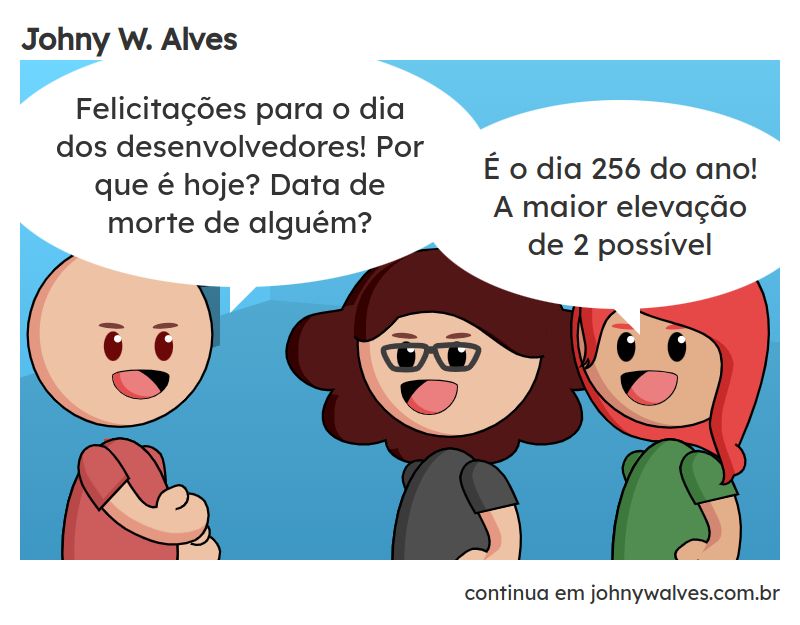 Johny W. Alves
Felicitações para o dia
dos desenvolvedores! Por
que é hoje? Data de
morte de alguém?
É o dia 256 do ano!
A maior elevação
de 2 possível
continua em johnywalves.com.br